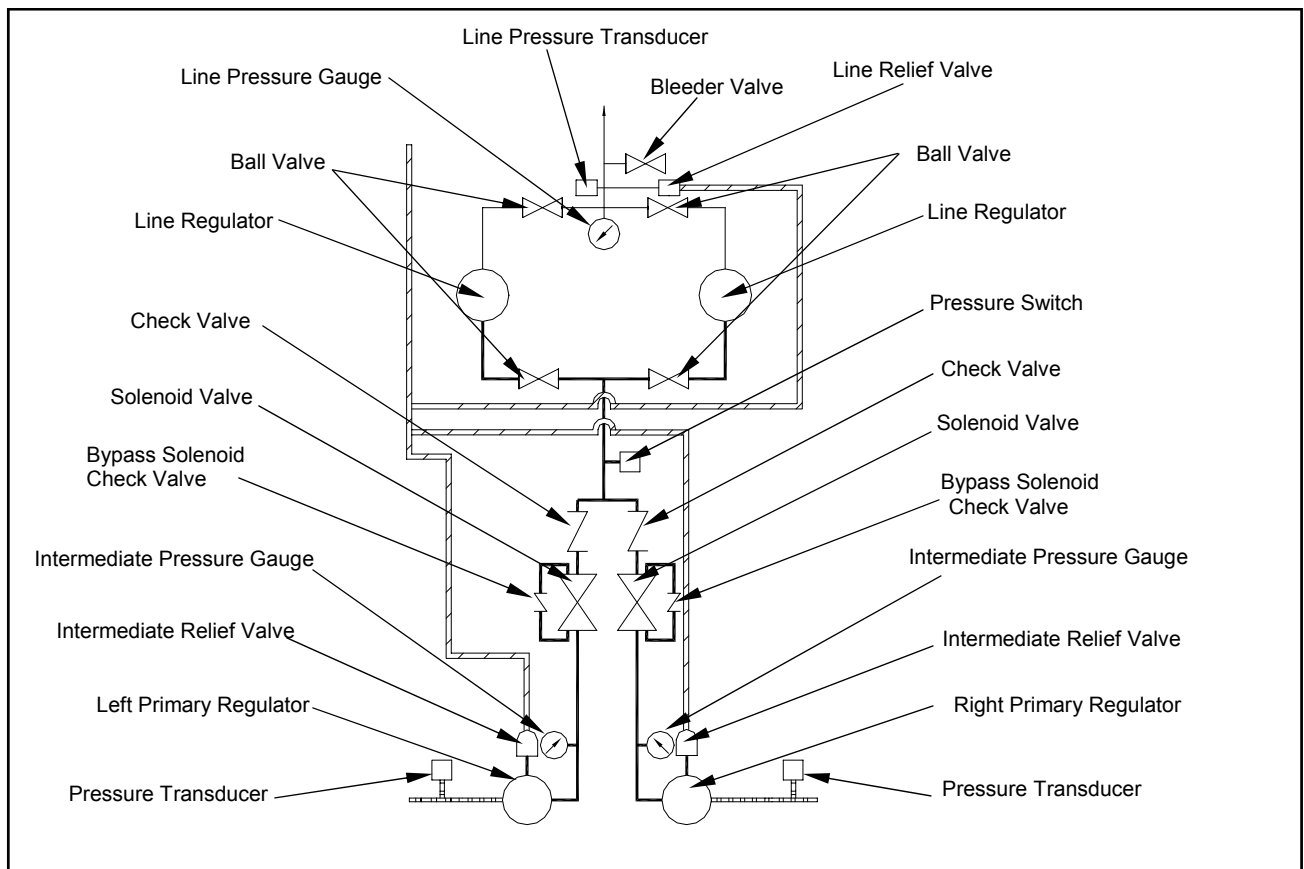 Line Pressure Transducer
Line Pressure Gauge
Line Relief Valve
Bleeder Valve
Ball Valve
Ball Valve
Line Regulator
Line Regulator
Pressure Switch
Check Valve
Check Valve
Solenoid Valve
Solenoid Valve
Bypass Solenoid
Check Valve
Bypass Solenoid
Check Valve
Intermediate Pressure Gauge
Intermediate Pressure Gauge
Intermediate Relief Valve
Intermediate Relief Valve
Left Primary Regulator
Right Primary Regulator
Pressure Transducer
Pressure Transducer